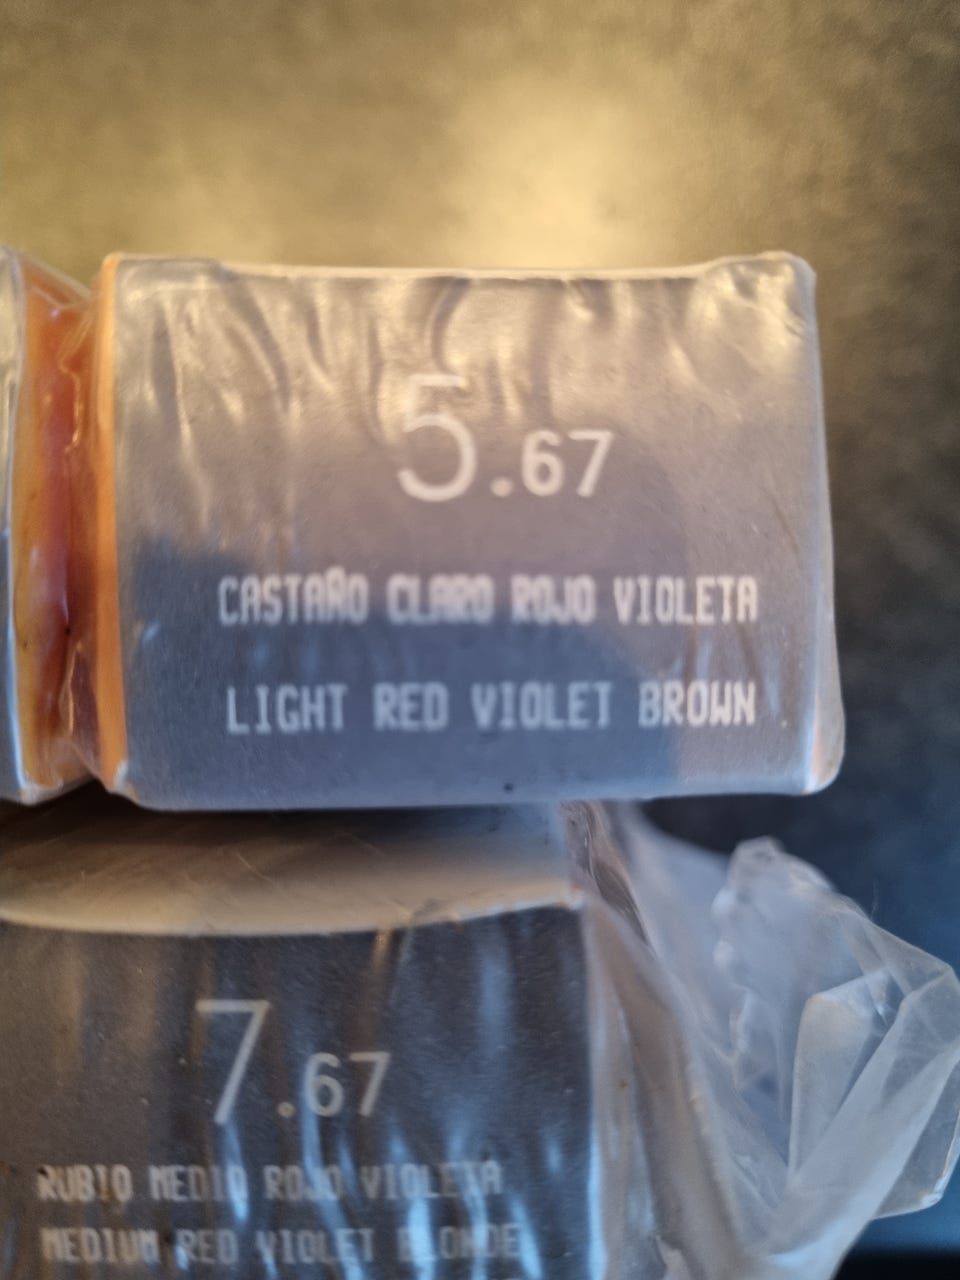 5.67
CASTAÑO CLARO ROJO VIOLETA
LIGHT RED VIOLET BROWN
7.67
RUBIO MEDIO ROJO VIOLETA
MEDIUM RED VIOLET BLONDE